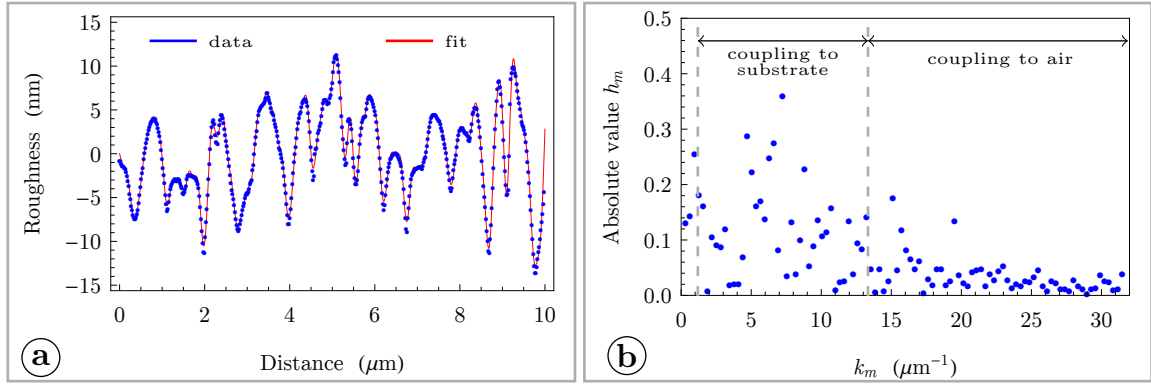 15
10
5
0
−5
−10
−15
Roughness (nm)
data
fit
0
2
4
6
8
10
Distance (μm)
a
0.5
0.4
0.3
0.2
0.1
0.0
Absolute value hₘ
coupling to
substrate
coupling to air
0
5
10
15
20
25
30
kₘ (μm⁻¹)
b